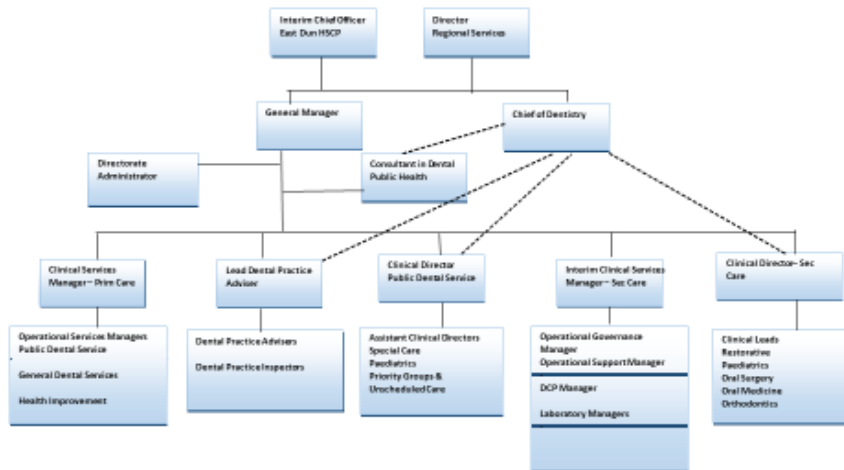 Interim Chief Officer
East Dun HSCP
Director
Regional Services
General Manager
Chief of Dentistry
Directorate
Administrator
Consultant in Dental
Public Health
Clinical Services
Manager – Prim Care
Lead Dental Practice
Adviser
Clinical Director
Public Dental Service
Interim Clinical Services
Manager – Sec Care
Clinical Director – Sec
Care
Operational Services Managers
Public Dental Service
General Dental Services
Health Improvement
Dental Practice Advisers
Dental Practice Inspectors
Assistant Clinical Directors
Special Care
Paediatrics
Priority Groups &
Unscheduled Care
Operational Governance
Manager
Operational Support Manager
DCP Manager
Laboratory Managers
Clinical Leads
Restorative
Paediatrics
Oral Surgery
Oral Medicine
Orthodontics